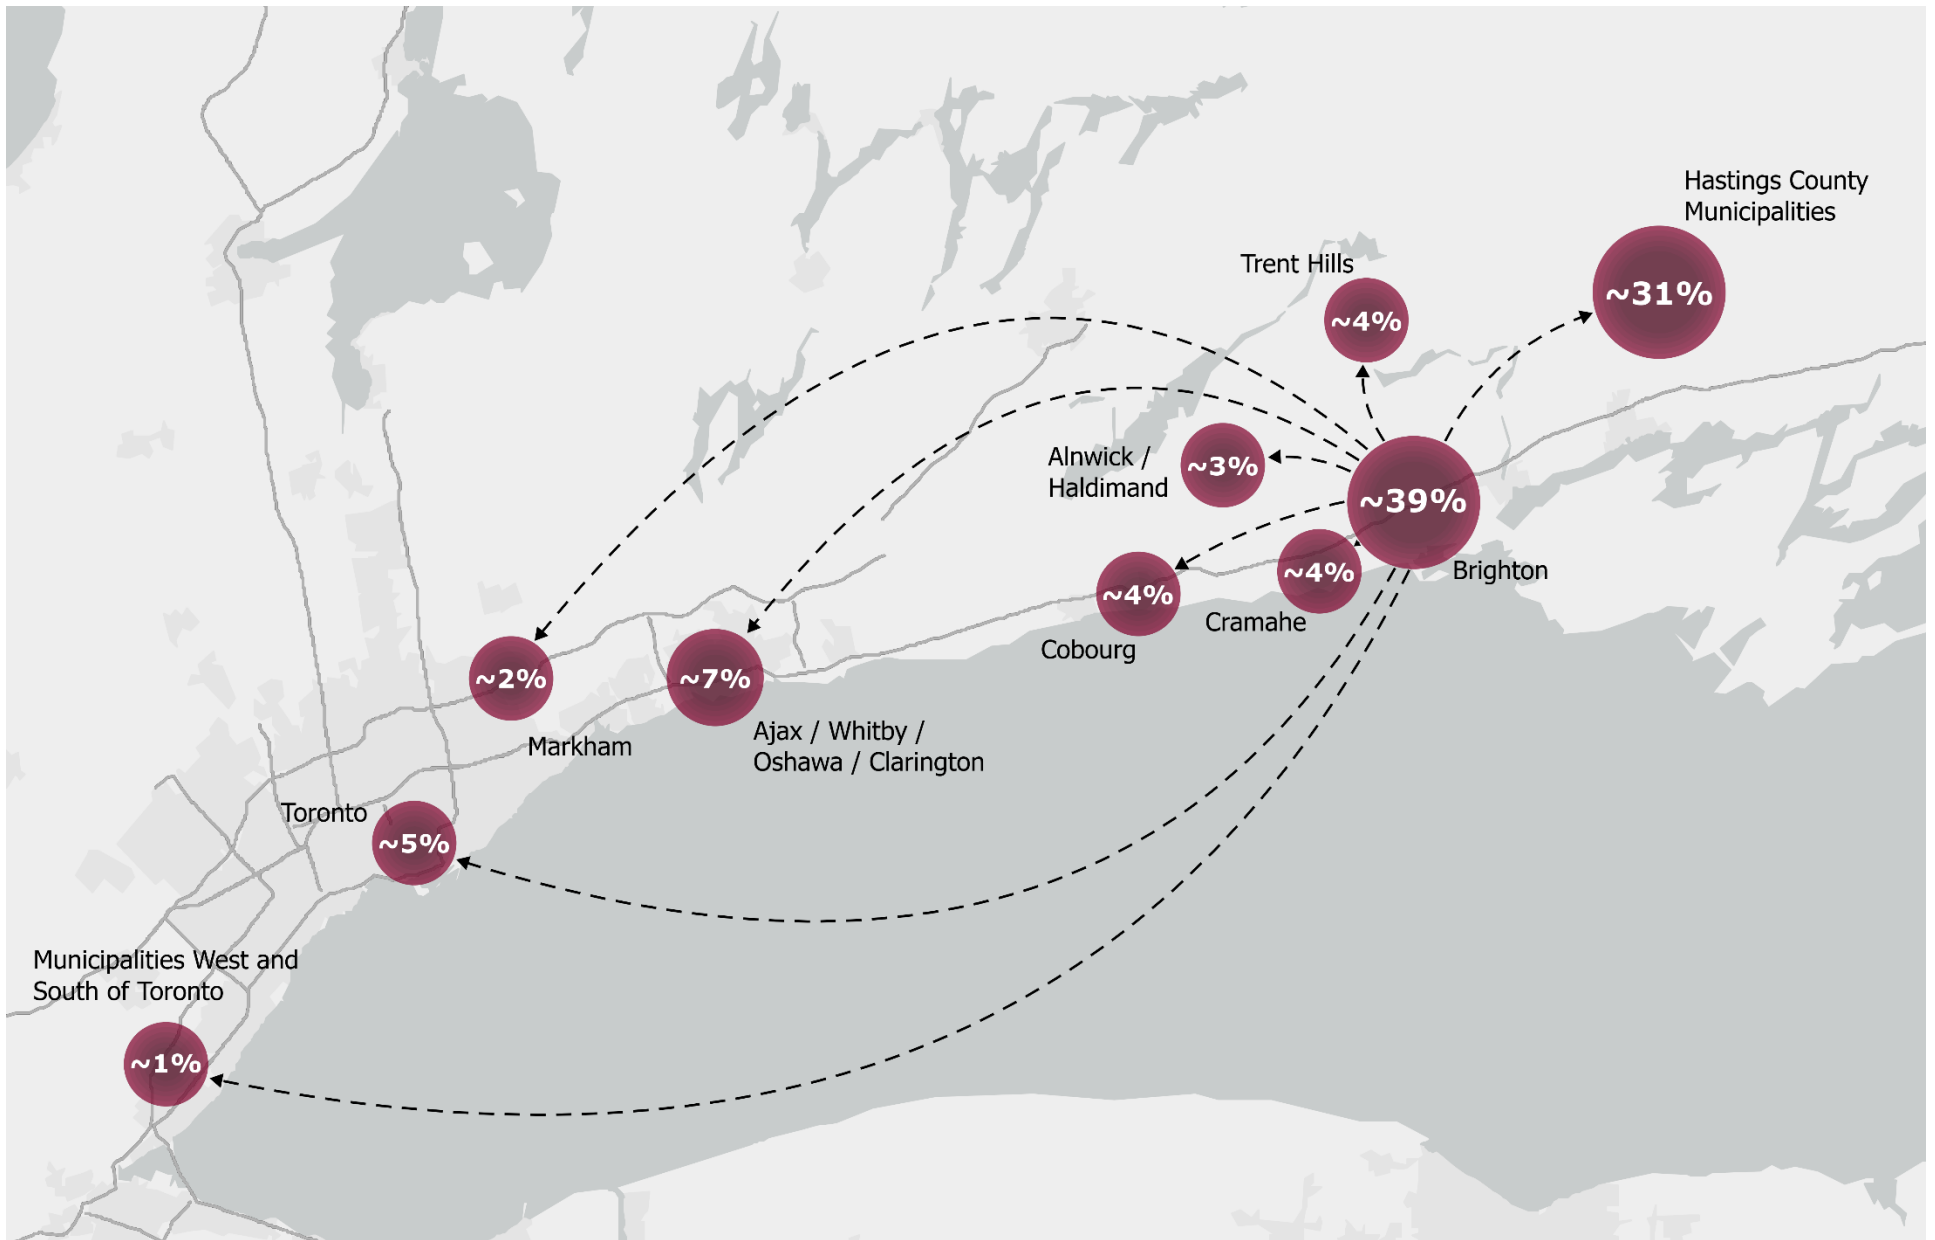 Hastings County
Municipalities
~31%
Trent Hills
~4%
Alnwick /
Haldimand
~3%
~39%
Brighton
~4%
Cramahe
~4%
Cobourg
~2%
Markham
~7%
Ajax / Whitby /
Oshawa / Clarington
Toronto
~5%
Municipalities West and
South of Toronto
~1%